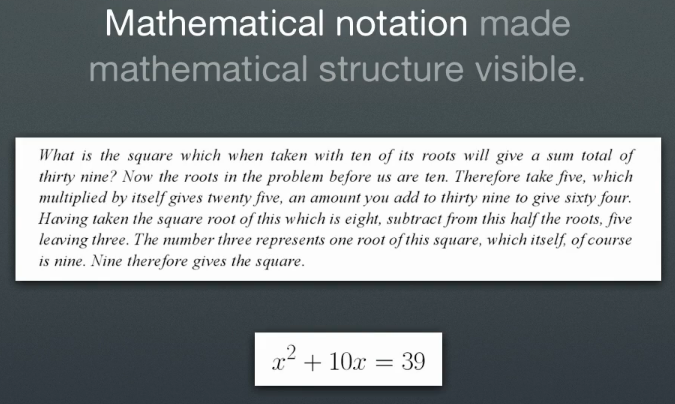 Mathematical notation made
mathematical structure visible.
What is the square which when taken with ten of its roots will give a sum total of
thirty nine? Now the roots in the problem before us are ten. Therefore take five, which
multiplied by itself gives twenty five, an amount you add to thirty nine to give sixty four.
Having taken the square root of this which is eight, subtract from this half the roots, five
leaving three. The number three represents one root of this square, which itself, of course
is nine. Nine therefore gives the square.
x² + 10x = 39